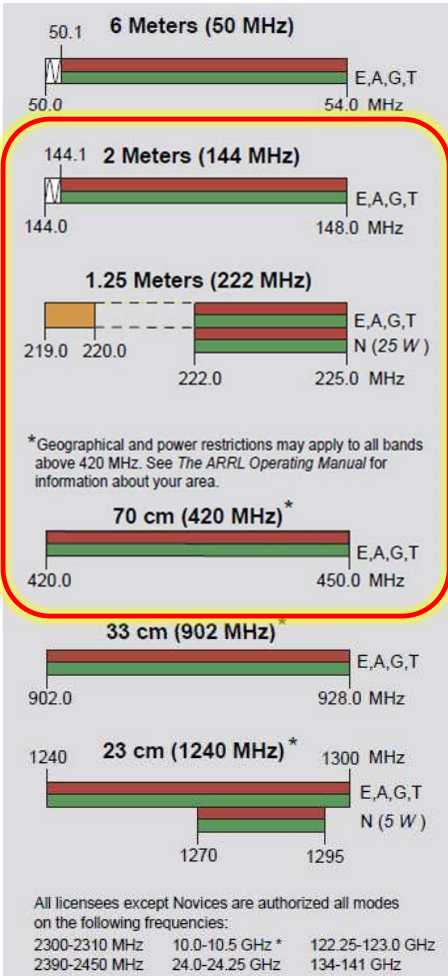 6 Meters (50 MHz)
50.1
E,A,G,T
50.0 54.0 MHz
2 Meters (144 MHz)
144.1
E,A,G,T
144.0 148.0 MHz
1.25 Meters (222 MHz)
E,A,G,T
N (25 W)
219.0 220.0
222.0 225.0 MHz
*Geographical and power restrictions may apply to all bands
above 420 MHz. See The ARRL Operating Manual for
information about your area.
70 cm (420 MHz)*
E,A,G,T
420.0 450.0 MHz
33 cm (902 MHz)*
E,A,G,T
902.0 928.0 MHz
23 cm (1240 MHz)*
1240 1300 MHz
E,A,G,T
N (5 W)
1270 1295
All licensees except Novices are authorized all modes
on the following frequencies:
2300-2310 MHz 10.0-10.5 GHz * 122.25-123.0 GHz
2390-2450 MHz 24.0-24.25 GHz 134-141 GHz